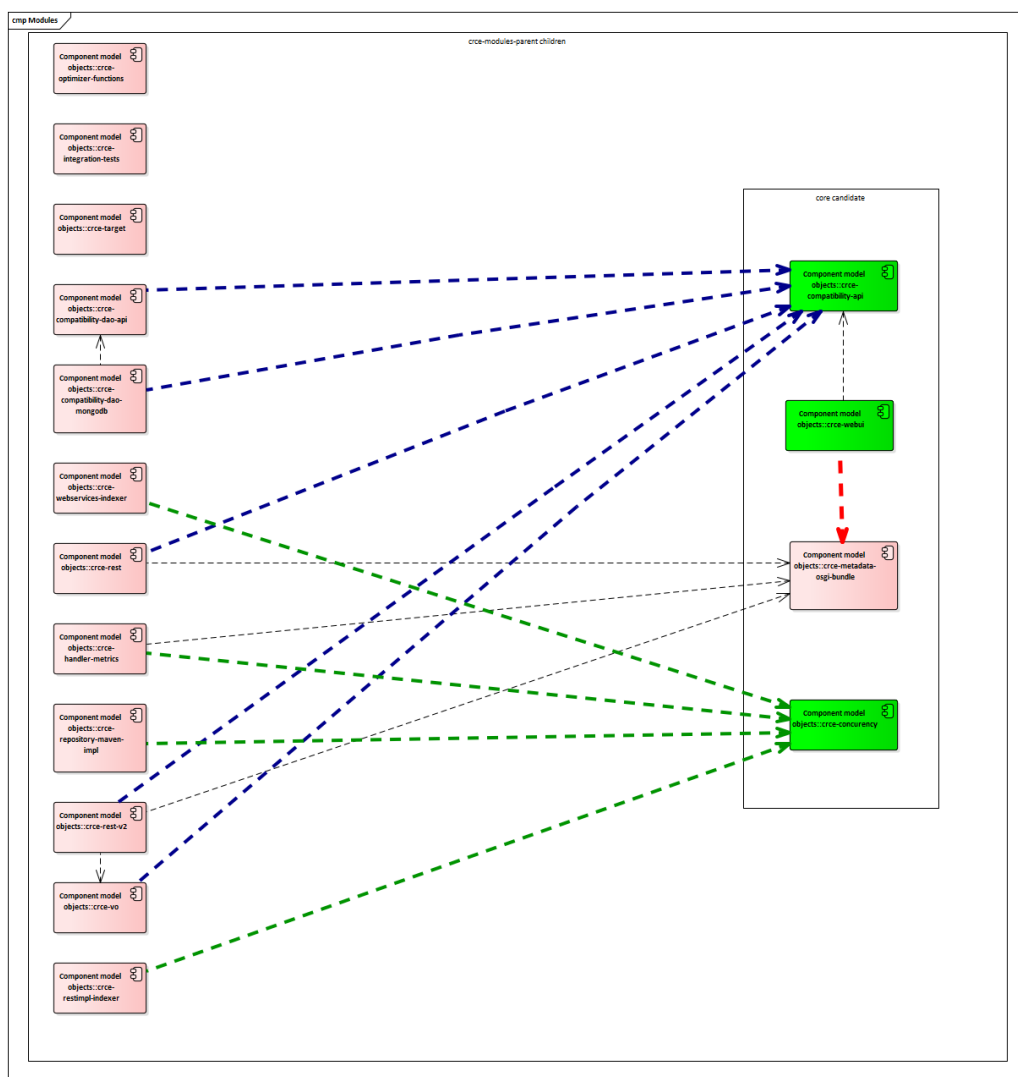 cmp Modules
crce-modules-parent children
Component model
objects::crce-
optimizer-functions
Component model
objects::crce-
integration-tests
Component model
objects::crce-target
Component model
objects::crce-
compatibility-dao-api
Component model
objects::crce-
compatibility-dao-
mongodb
Component model
objects::crce-
webservices-indexer
Component model
objects::crce-rest
Component model
objects::crce-
handler-metrics
Component model
objects::crce-
repository-maven-
impl
Component model
objects::crce-rest-v2
Component model
objects::crce-vo
Component model
objects::crce-
restimpl-indexer
core candidate
Component model
objects::crce-
compatibility-api
Component model
objects::crce-webui
Component model
objects::crce-metadata-
osgi-bundle
Component model
objects::crce-concurency